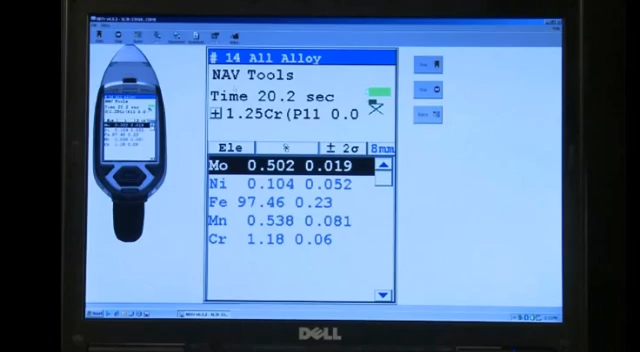 # 14 All Alloy
NAV Tools
Time 20.2 sec
1.25Cr(P11 0.0
Ele % ± 2σ 8mm
Mo 0.502 0.019
Ni 0.104 0.052
Fe 97.46 0.23
Mn 0.538 0.081
Cr 1.18 0.06
DELL